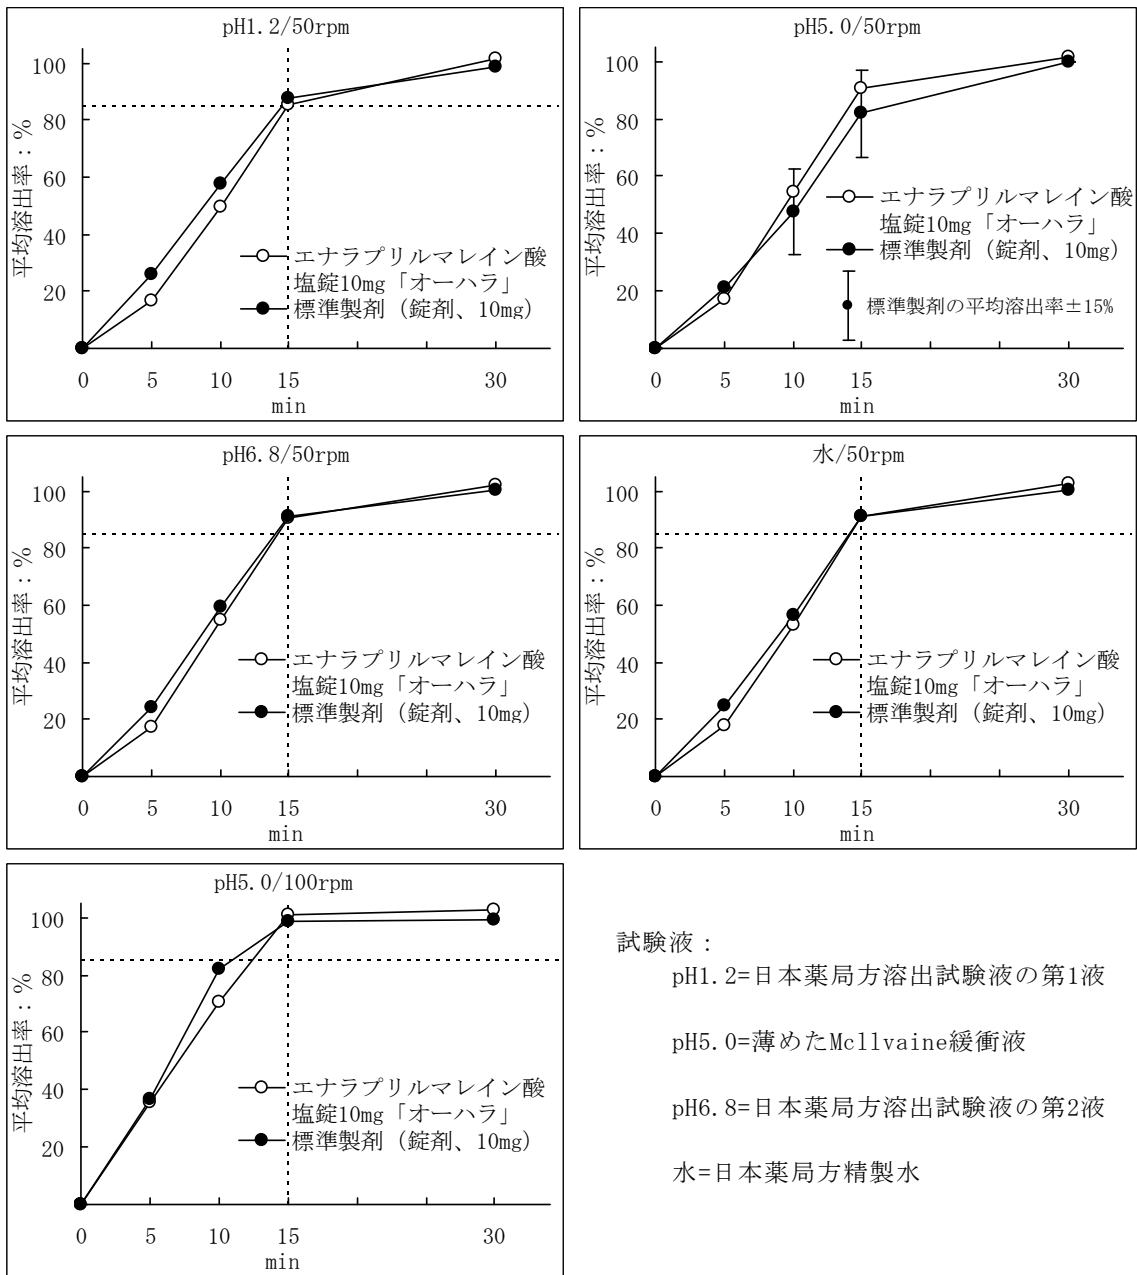 pH1.2/50rpm
平均溶出率：%
100
80
60
40
20
エナラプリルマレイン酸
塩錠10mg「オーハラ」
標準製剤（錠剤、10mg）
0 5 10 15 30
min
pH5.0/50rpm
平均溶出率：%
100
80
60
40
20
エナラプリルマレイン酸
塩錠10mg「オーハラ」
標準製剤（錠剤、10mg）
標準製剤の平均溶出率±15%
0 5 10 15 30
min
pH6.8/50rpm
平均溶出率：%
100
80
60
40
20
エナラプリルマレイン酸
塩錠10mg「オーハラ」
標準製剤（錠剤、10mg）
0 5 10 15 30
min
水/50rpm
平均溶出率：%
100
80
60
40
20
エナラプリルマレイン酸
塩錠10mg「オーハラ」
標準製剤（錠剤、10mg）
0 5 10 15 30
min
pH5.0/100rpm
平均溶出率：%
100
80
60
40
20
エナラプリルマレイン酸
塩錠10mg「オーハラ」
標準製剤（錠剤、10mg）
0 5 10 15 30
min
試験液：
pH1.2=日本薬局方溶出試験液の第1液
pH5.0=薄めたMcllvaine緩衝液
pH6.8=日本薬局方溶出試験液の第2液
水=日本薬局方精製水